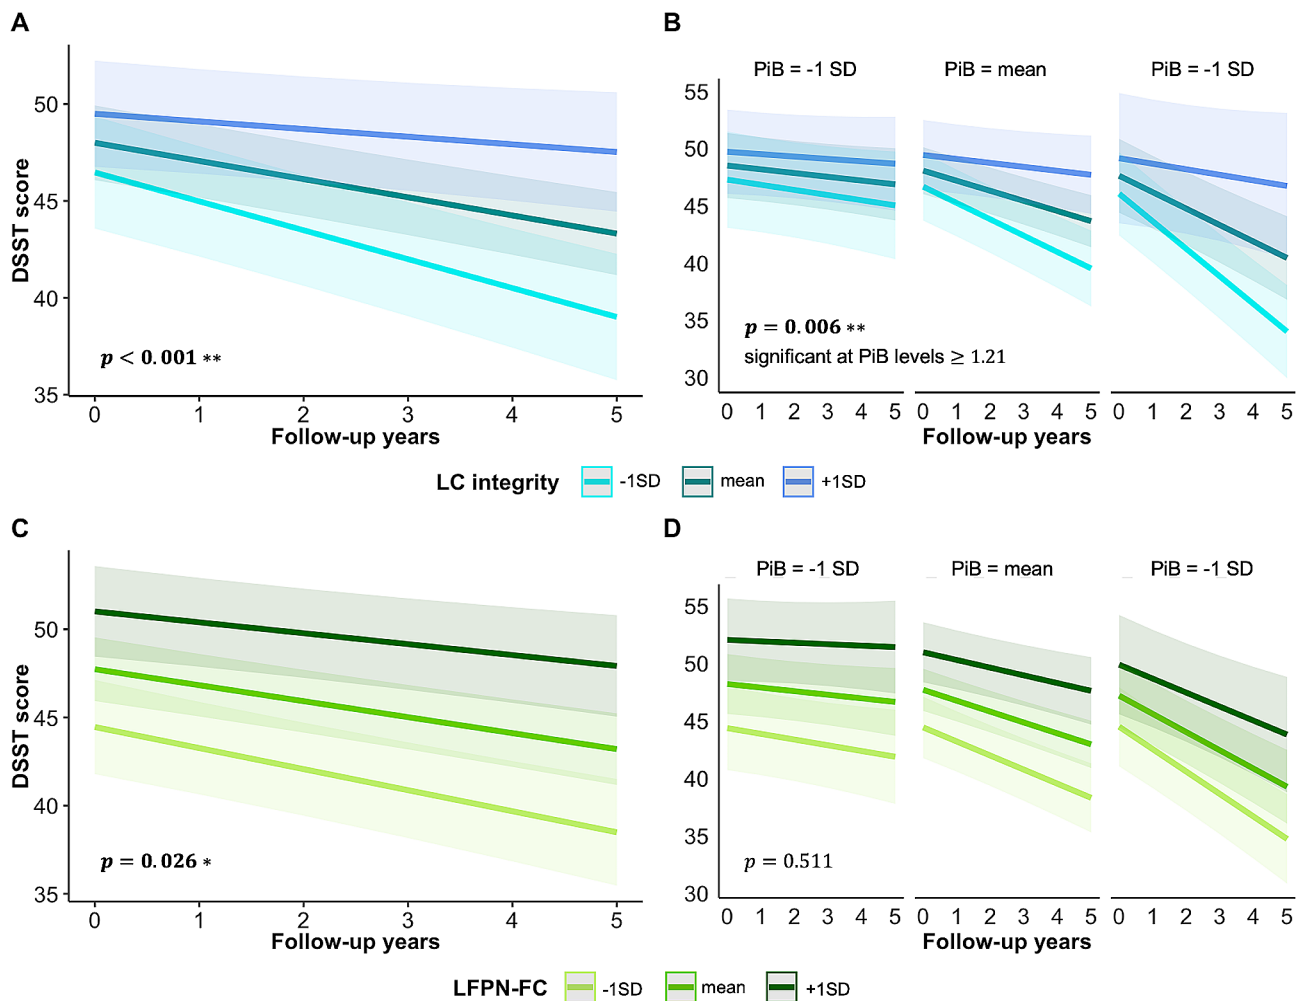 A
DSST score
50
45
40
35
p < 0.001 **
0 1 2 3 4 5
Follow-up years
B
PiB = -1 SD PiB = mean PiB = -1 SD
55
50
45
40
35
30
p = 0.006 **
significant at PiB levels ≥ 1.21
0 1 2 3 4 5 0 1 2 3 4 5 0 1 2 3 4 5
Follow-up years
LC integrity -1SD mean +1SD
C
DSST score
50
45
40
35
p = 0.026 *
0 1 2 3 4 5
Follow-up years
D
PiB = -1 SD PiB = mean PiB = -1 SD
55
50
45
40
35
30
p = 0.511
0 1 2 3 4 5 0 1 2 3 4 5 0 1 2 3 4 5
Follow-up years
LFPN-FC -1SD mean +1SD